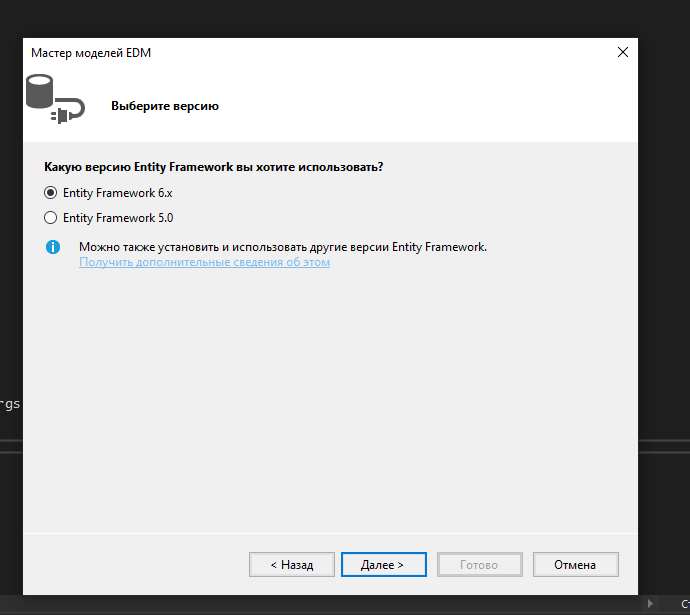 Мастер моделей EDM
Выберите версию
Какую версию Entity Framework вы хотите использовать?
Entity Framework 6.x
Entity Framework 5.0
Можно также установить и использовать другие версии Entity Framework.
Получить дополнительные сведения об этом
rgs
< Назад
Далее >
Готово
Отмена
Ст